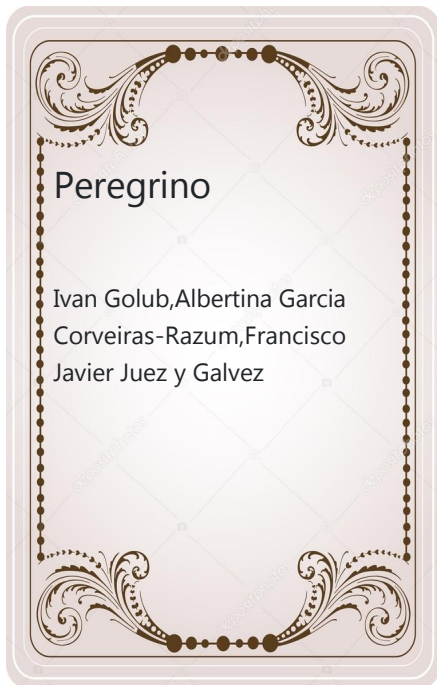 Peregrino
Ivan Golub,Albertina Garcia
Corveiras-Razum,Francisco
Javier Juez y Galvez